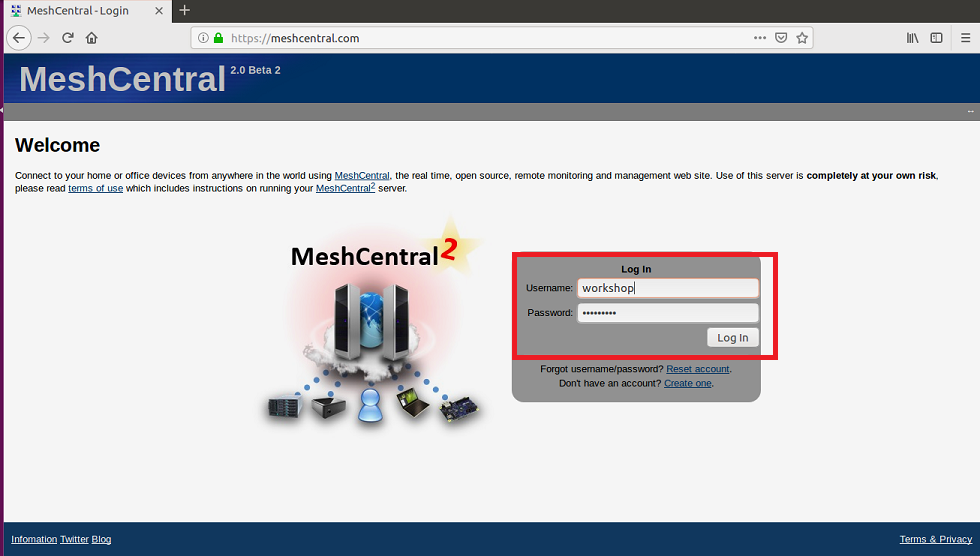 MeshCentral - Login
https://meshcentral.com
MeshCentral 2.0 Beta 2
--
Welcome
Connect to your home or office devices from anywhere in the world using MeshCentral, the real time, open source, remote monitoring and management web site. Use of this server is completely at your own risk,
please read terms of use which includes instructions on running your MeshCentral2 server.
MeshCentral2
Log In
Username: workshop
Password: •••••••••
Log In
Forgot username/password? Reset account.
Don't have an account? Create one.
Infomation Twitter Blog
Terms & Privacy